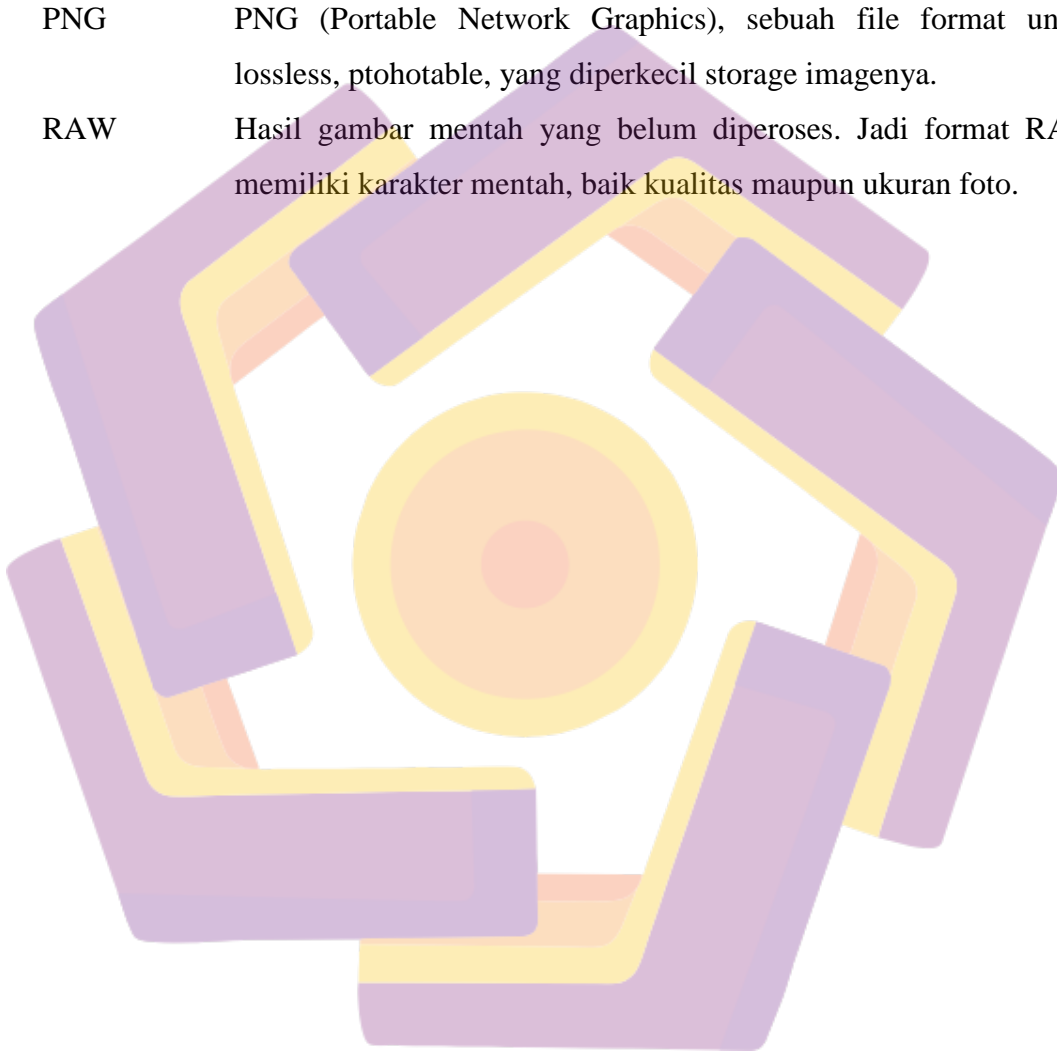 PNG PNG (Portable Network Graphics), sebuah file format un
lossless, ptohotable, yang diperkecil storage imagenya.
RAW Hasil gambar mentah yang belum diperoses. Jadi format RA
memiliki karakter mentah, baik kualitas maupun ukuran foto.